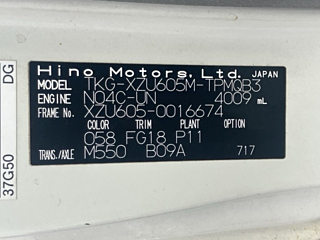 Hino Motors, Ltd. JAPAN
MODEL TKG-XZU605M-TPMQB3
ENGINE N04C-UN 4009 mL
FRAME No. XZU605-0016674
COLOR TRIM PLANT
058 FG18 P11
TRANS./AXLE M550 B09A 717
DG
37G50